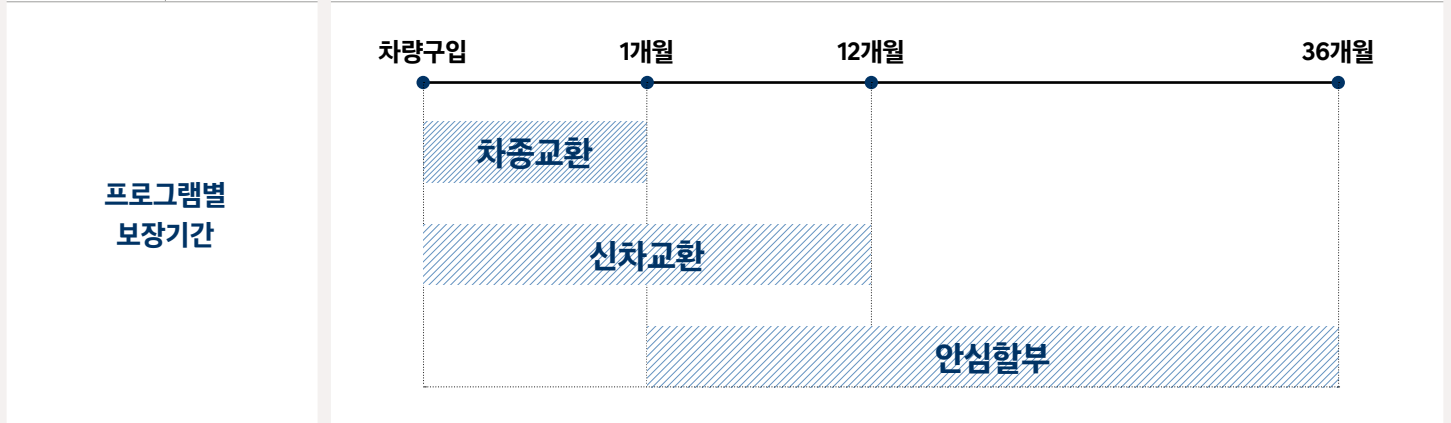 차량구입
1개월
12개월
36개월
프로그램별
보장기간
차종교환
신차교환
안심할부